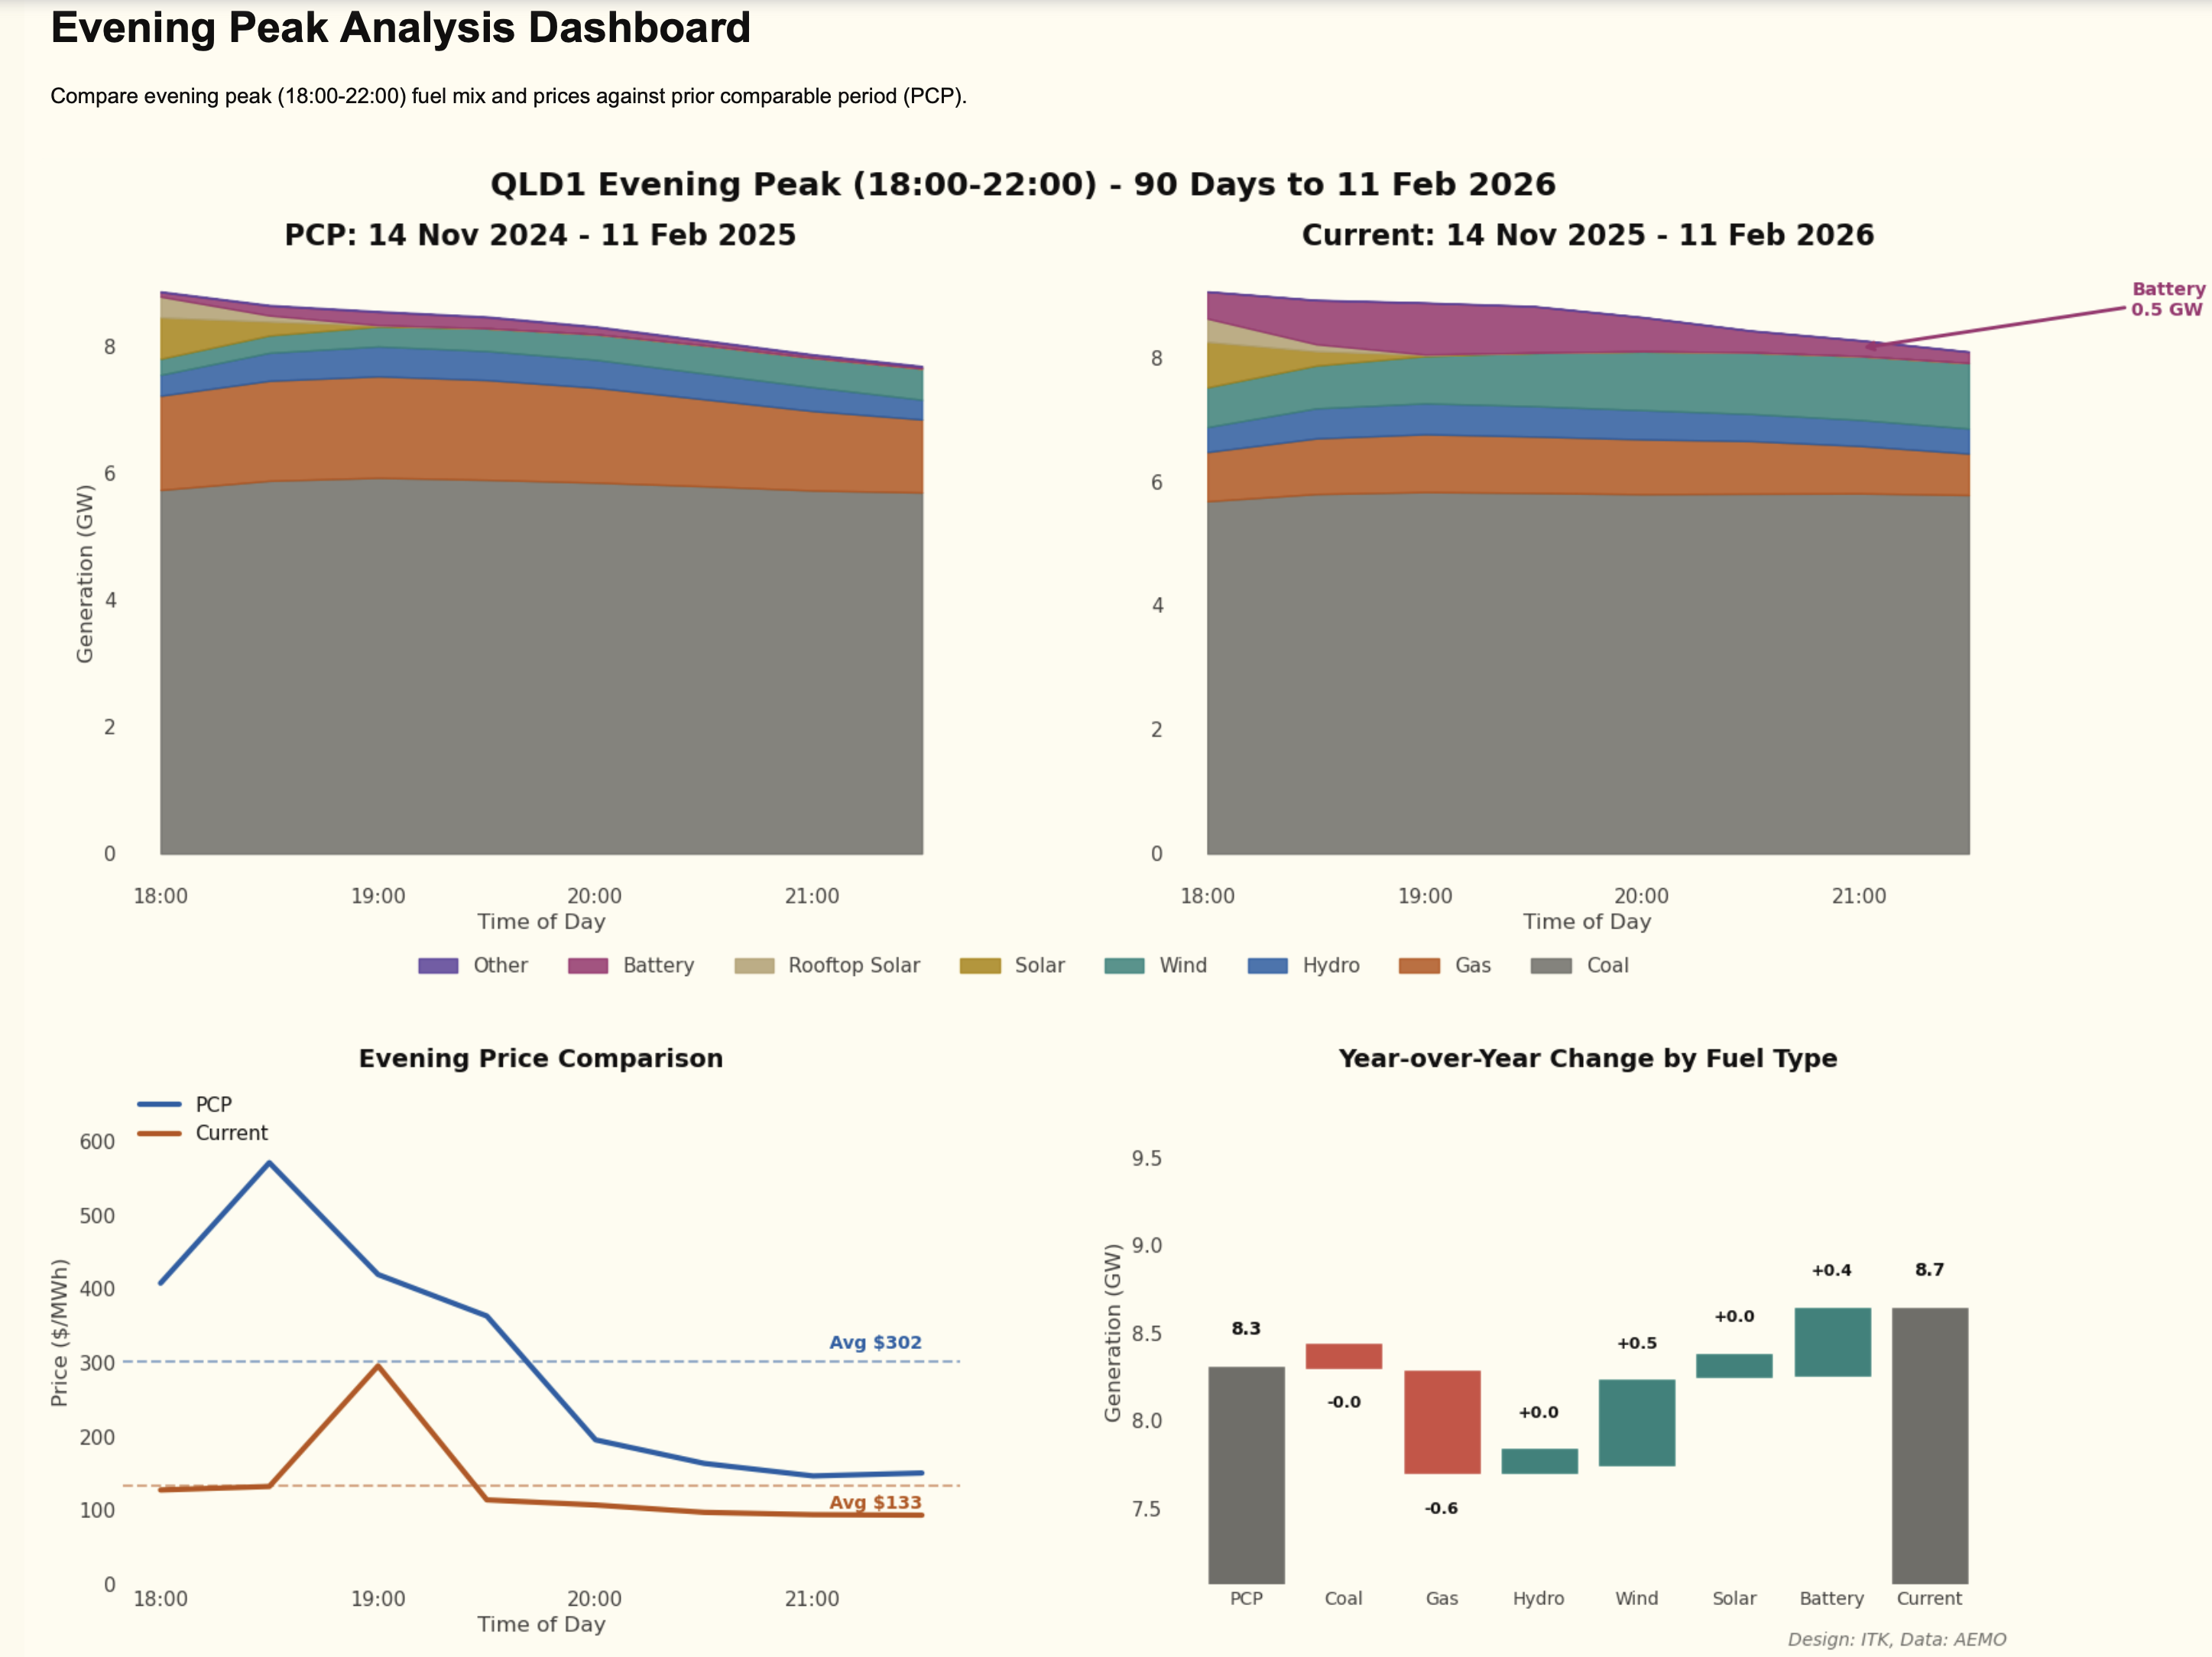 Evening Peak Analysis Dashboard
Compare evening peak (18:00-22:00) fuel mix and prices against prior comparable period (PCP).
QLD1 Evening Peak (18:00-22:00) - 90 Days to 11 Feb 2026
PCP: 14 Nov 2024 - 11 Feb 2025
Generation (GW)
8
6
4
2
0
18:00 19:00 20:00 21:00
Time of Day
Current: 14 Nov 2025 - 11 Feb 2026
Battery
0.5 GW
8
6
4
2
0
18:00 19:00 20:00 21:00
Time of Day
Other Battery Rooftop Solar Solar Wind Hydro Gas Coal
Evening Price Comparison
PCP
Current
Price ($/MWh)
600
500
400
300
200
100
0
Avg $302
Avg $133
18:00 19:00 20:00 21:00
Time of Day
Year-over-Year Change by Fuel Type
Generation (GW)
9.5
9.0
8.5
8.0
7.5
8.3
-0.0
-0.6
+0.0
+0.5
+0.0
+0.4
8.7
PCP Coal Gas Hydro Wind Solar Battery Current
Design: ITK, Data: AEMO